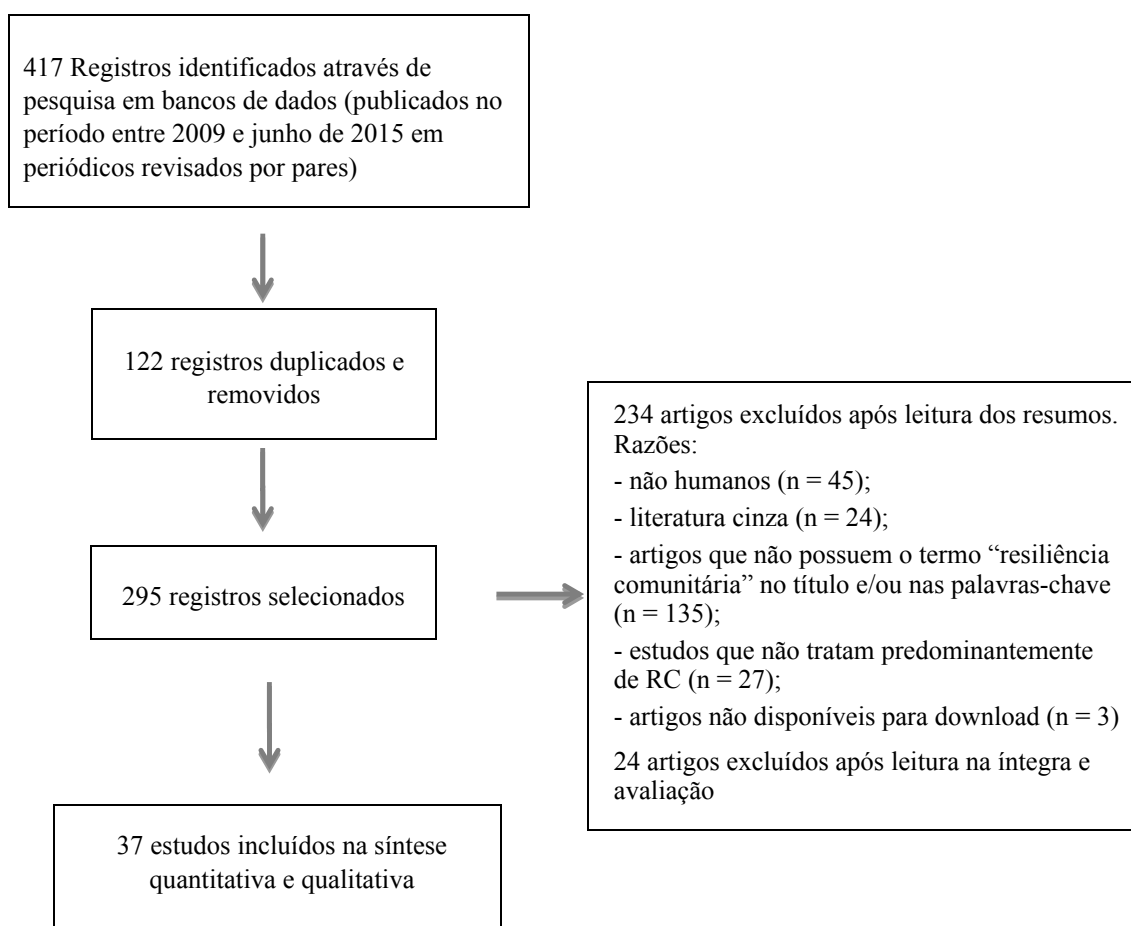 417 Registros identificados através de
pesquisa em bancos de dados (publicados no
período entre 2009 e junho de 2015 em
periódicos revisados por pares)
122 registros duplicados e
removidos
295 registros selecionados
234 artigos excluídos após leitura dos resumos.
Razões:
- não humanos (n = 45);
- literatura cinza (n = 24);
- artigos que não possuem o termo “resiliência
comunitária” no título e/ou nas palavras-chave
(n = 135);
- estudos que não tratam predominantemente
de RC (n = 27);
- artigos não disponíveis para download (n = 3)
24 artigos excluídos após leitura na íntegra e
avaliação
37 estudos incluídos na síntese
quantitativa e qualitativa